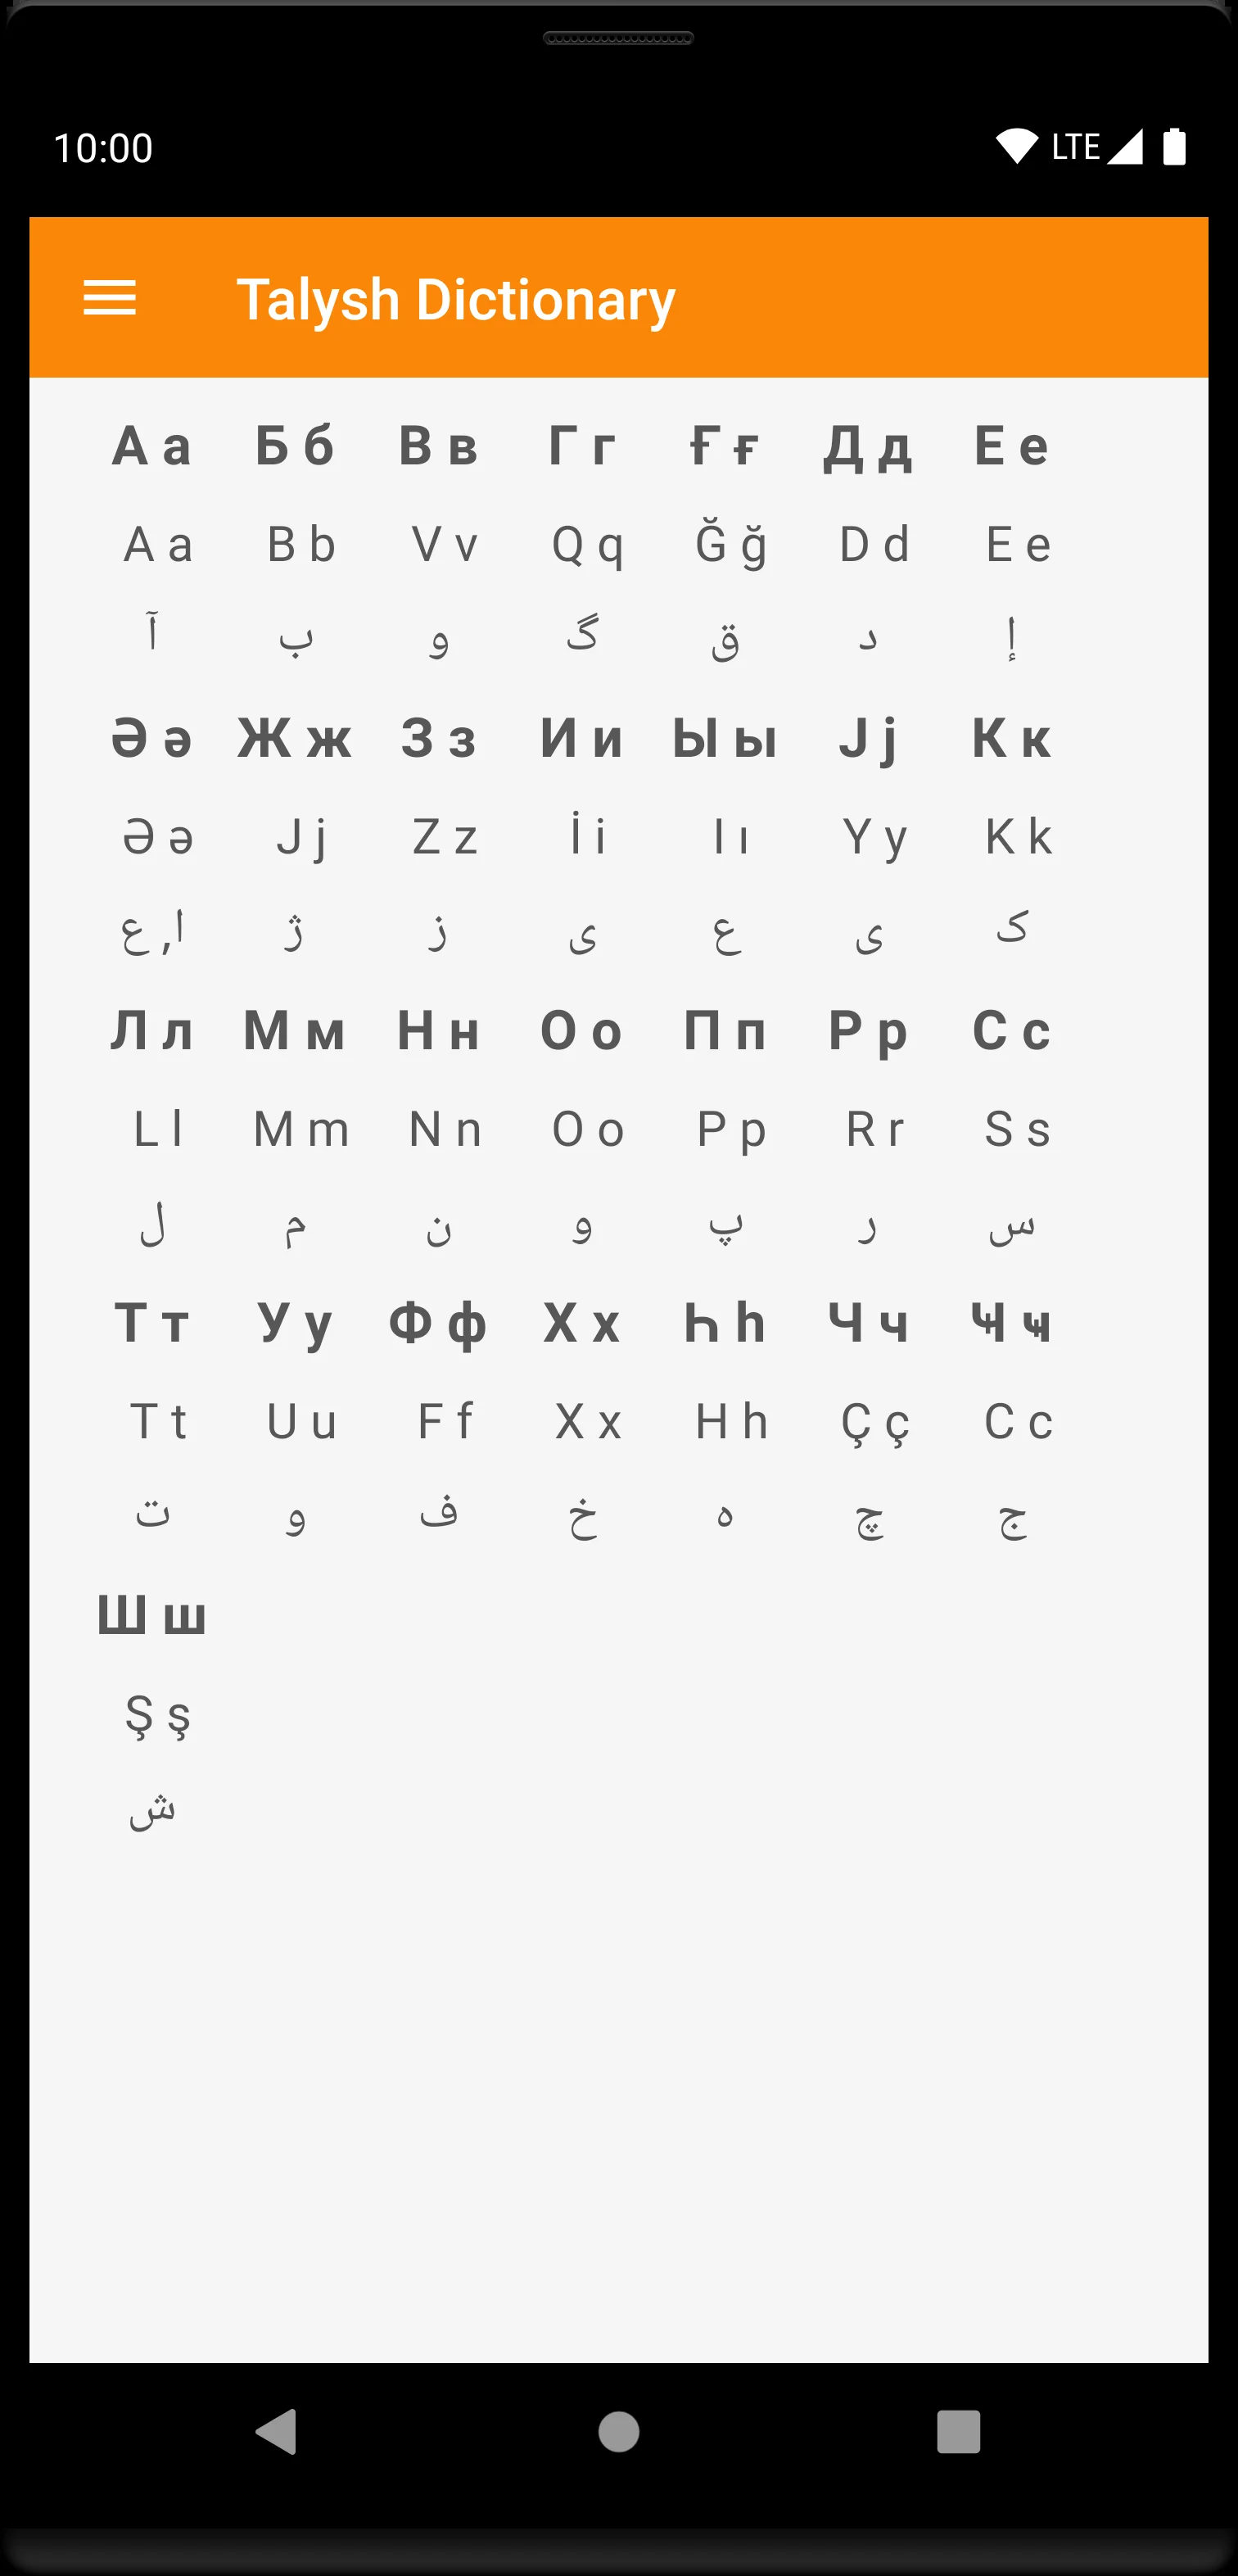 10:00 LTE
Talysh Dictionary
А а Б б В в Г г Ғ ғ Д д Е е
A a B b V v Q q Ğ ğ D d E e
آ ب و گ ق د إ
Ә ә Ж ж З з И и Ы ы Ј ј К к
Ə ə J j Z z İ i I ı Y y K k
ا, ع ژ ز ی ع ی ک
Л л М м Н н О о П п Р р С с
L l M m N n O o P p R r S s
ل م ن و پ ر س
Т т У у Ф ф Х х Һ һ Ч ч Ҹ ҹ
T t U u F f X x H h Ç ç C c
ت و ف خ ه چ ج
Ш ш
Ş ş
ش